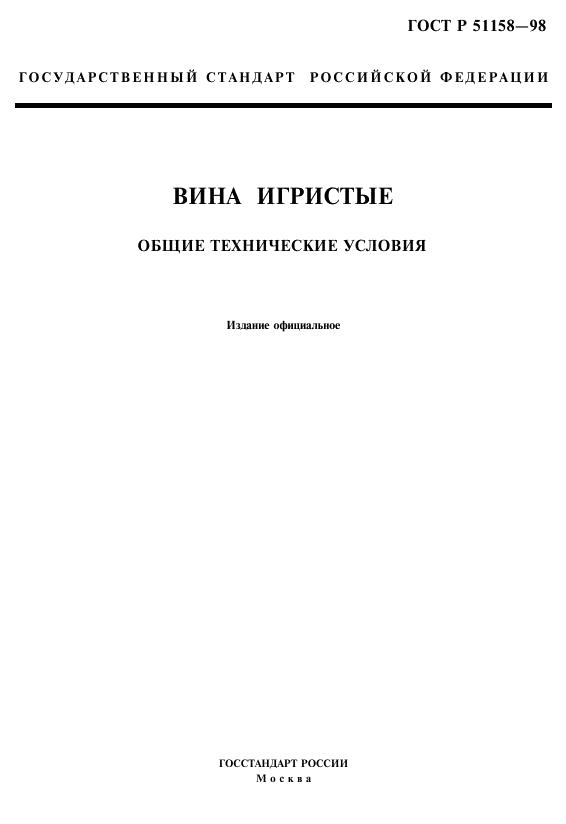 ГОСТ Р 51158—98
ГОСУДАРСТВЕННЫЙ СТАНДАРТ РОССИЙСКОЙ ФЕДЕРАЦИИ
ВИНА ИГРИСТЫЕ
ОБЩИЕ ТЕХНИЧЕСКИЕ УСЛОВИЯ
Издание официальное
ГОССТАНДАРТ РОССИИ
Москва